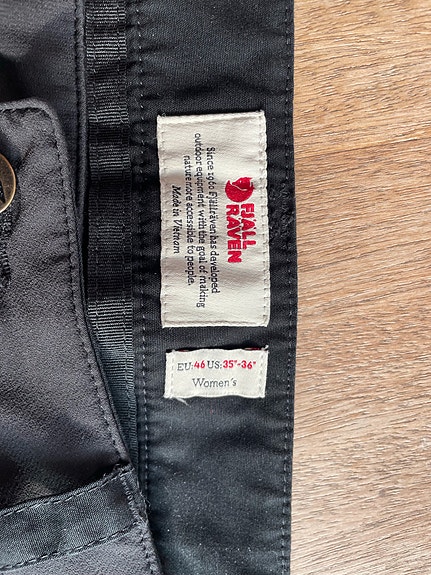 FJÄLL
RÄVEN
Since 1960 Fjällräven has developed
outdoor equipment with the goal of making
nature more accessible to people.
Made in Vietnam
EU:46 US:35"-36"
Women's